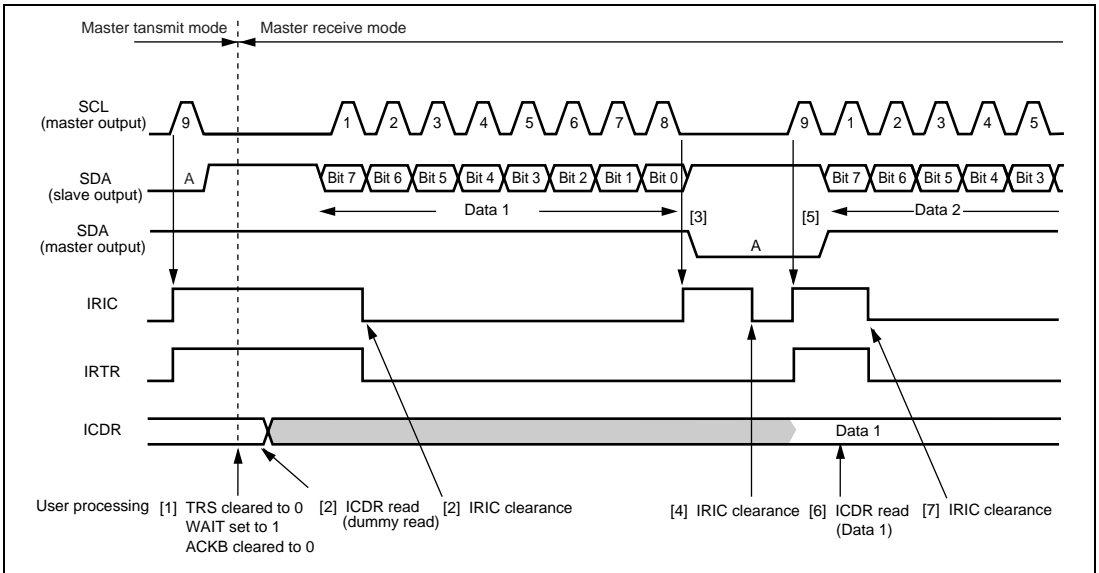 Master tansmit mode Master receive mode
SCL
(master output)
9 1 2 3 4 5 6 7 8 9 1 2 3 4 5
SDA
(slave output)
A Bit 7 Bit 6 Bit 5 Bit 4 Bit 3 Bit 2 Bit 1 Bit 0 Bit 7 Bit 6 Bit 5 Bit 4 Bit 3
Data 1 [3] [5] Data 2
SDA
(master output)
A
IRIC
IRTR
ICDR
Data 1
User processing [1] TRS cleared to 0
WAIT set to 1
ACKB cleared to 0
[2] ICDR read
(dummy read)
[2] IRIC clearance
[4] IRIC clearance
[6] ICDR read
(Data 1)
[7] IRIC clearance